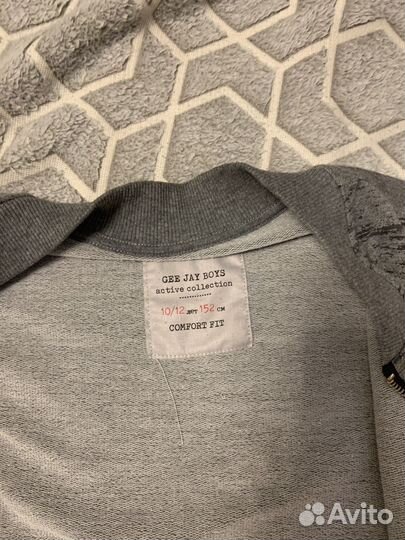 GEE JAY BOYS
active collection
10/12 лет 152 см
COMFORT FIT
Avito